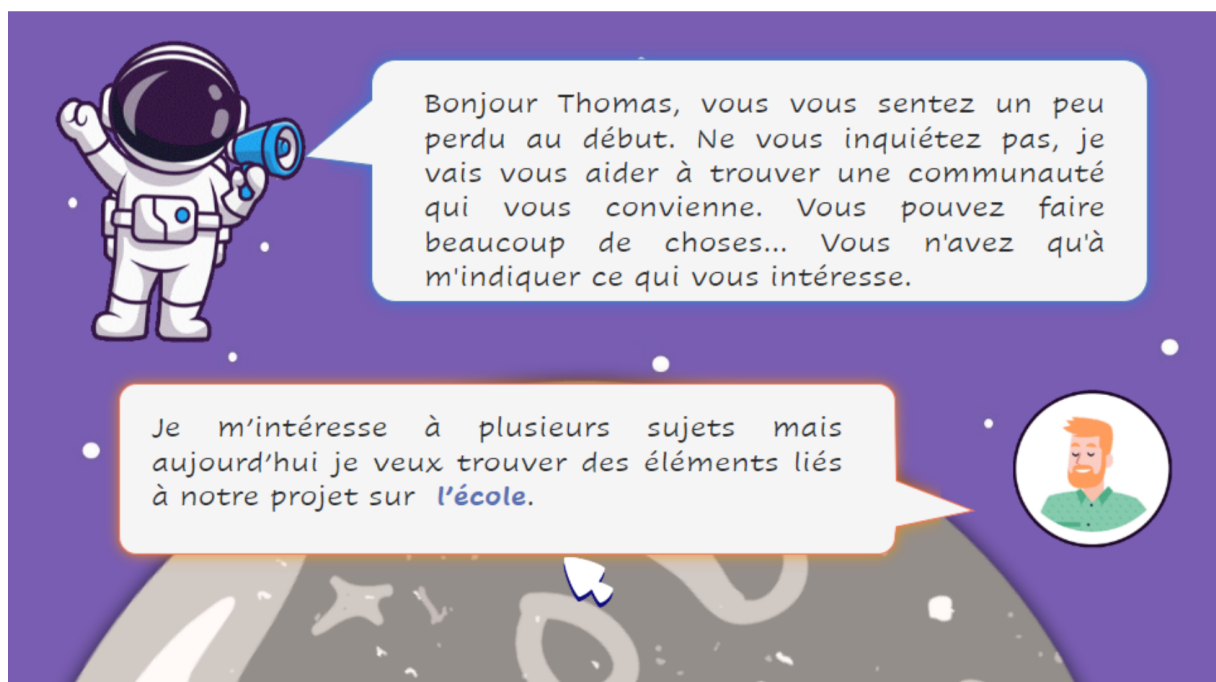 Bonjour Thomas, vous vous sentez un peu
perdu au début. Ne vous inquiétez pas, je
vais vous aider à trouver une communauté
qui vous convienne. Vous pouvez faire
beaucoup de choses... Vous n'avez qu'à
m'indiquer ce qui vous intéresse.
Je m’intéresse à plusieurs sujets mais
aujourd’hui je veux trouver des éléments liés
à notre projet sur l’école.